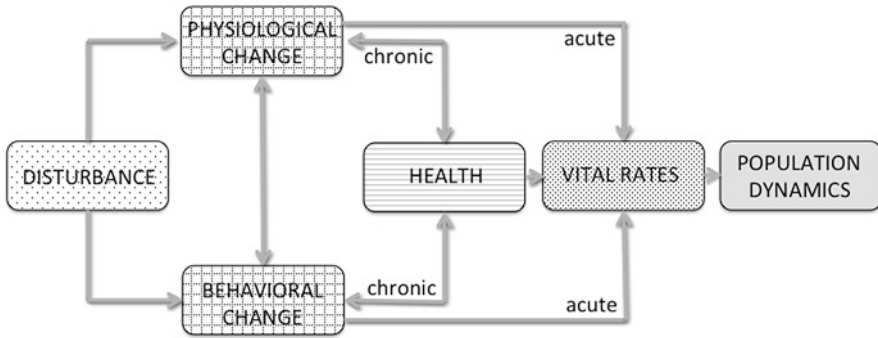 PHYSIOLOGICAL
CHANGE
chronic
acute
DISTURBANCE
HEALTH
VITAL RATES
POPULATION
DYNAMICS
BEHAVIORAL
CHANGE
chronic
acute